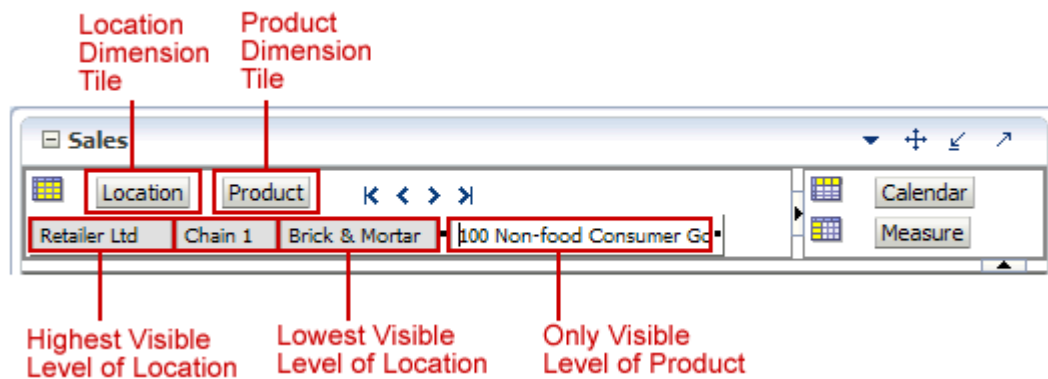 Location
Dimension
Tile
Product
Dimension
Tile
Sales
Location
Product
Calendar
Retailer Ltd
Chain 1
Brick & Mortar
100 Non-food Consumer Go
Measure
Highest Visible
Level of Location
Lowest Visible
Level of Location
Only Visible
Level of Product